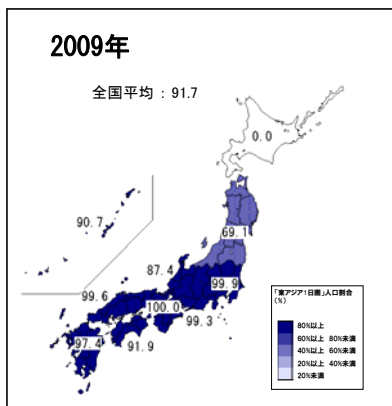 2009年
全国平均 : 91.7
0.0
90.7
69.1
87.4
99.6
99.9
100.0
99.3
97.4
91.9
「東アジア1日圏」人口割合
(%)
80%以上
60%以上 80%未満
40%以上 60%未満
20%以上 40%未満
20%未満